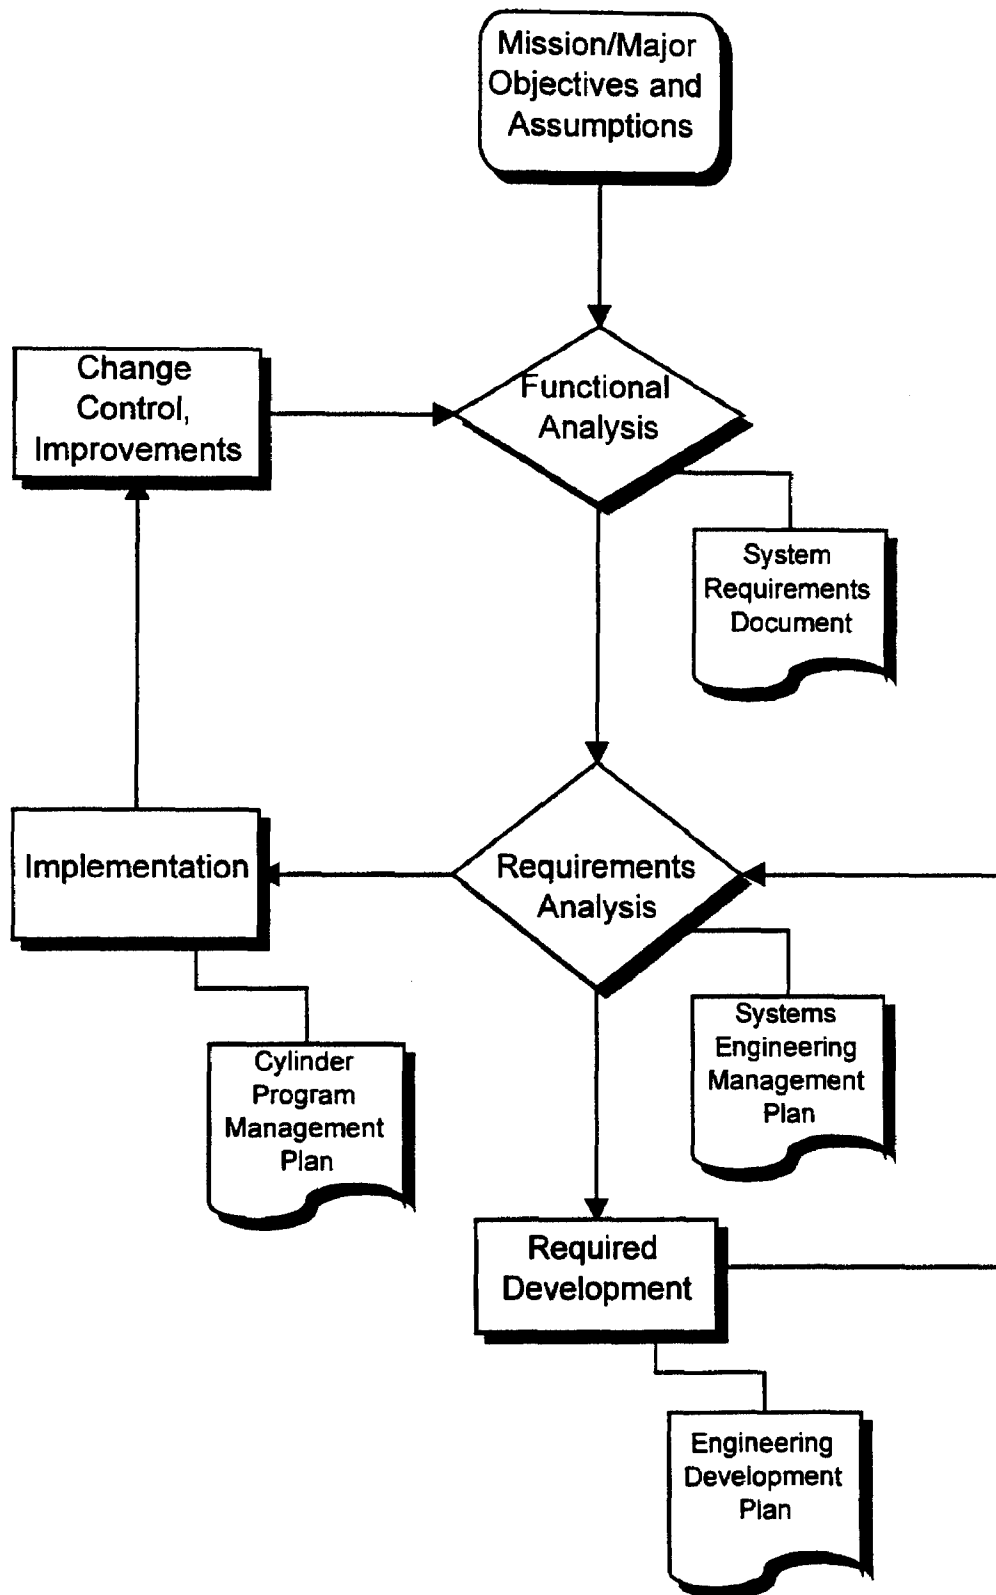 Mission/Major
Objectives and
Assumptions
Change
Control,
Improvements
Functional
Analysis
System
Requirements
Document
Implementation
Requirements
Analysis
Cylinder
Program
Management
Plan
Systems
Engineering
Management
Plan
Required
Development
Engineering
Development
Plan